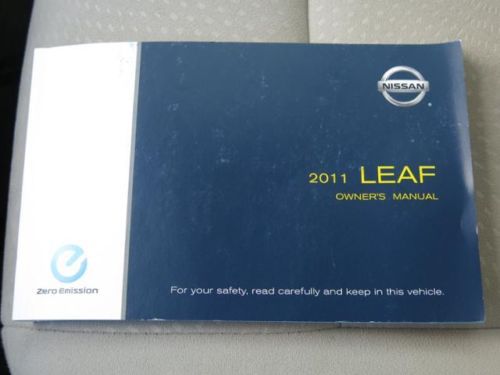 NISSAN
2011 LEAF
OWNER'S MANUAL
Zero Emission
For your safety, read carefully and keep in this vehicle.